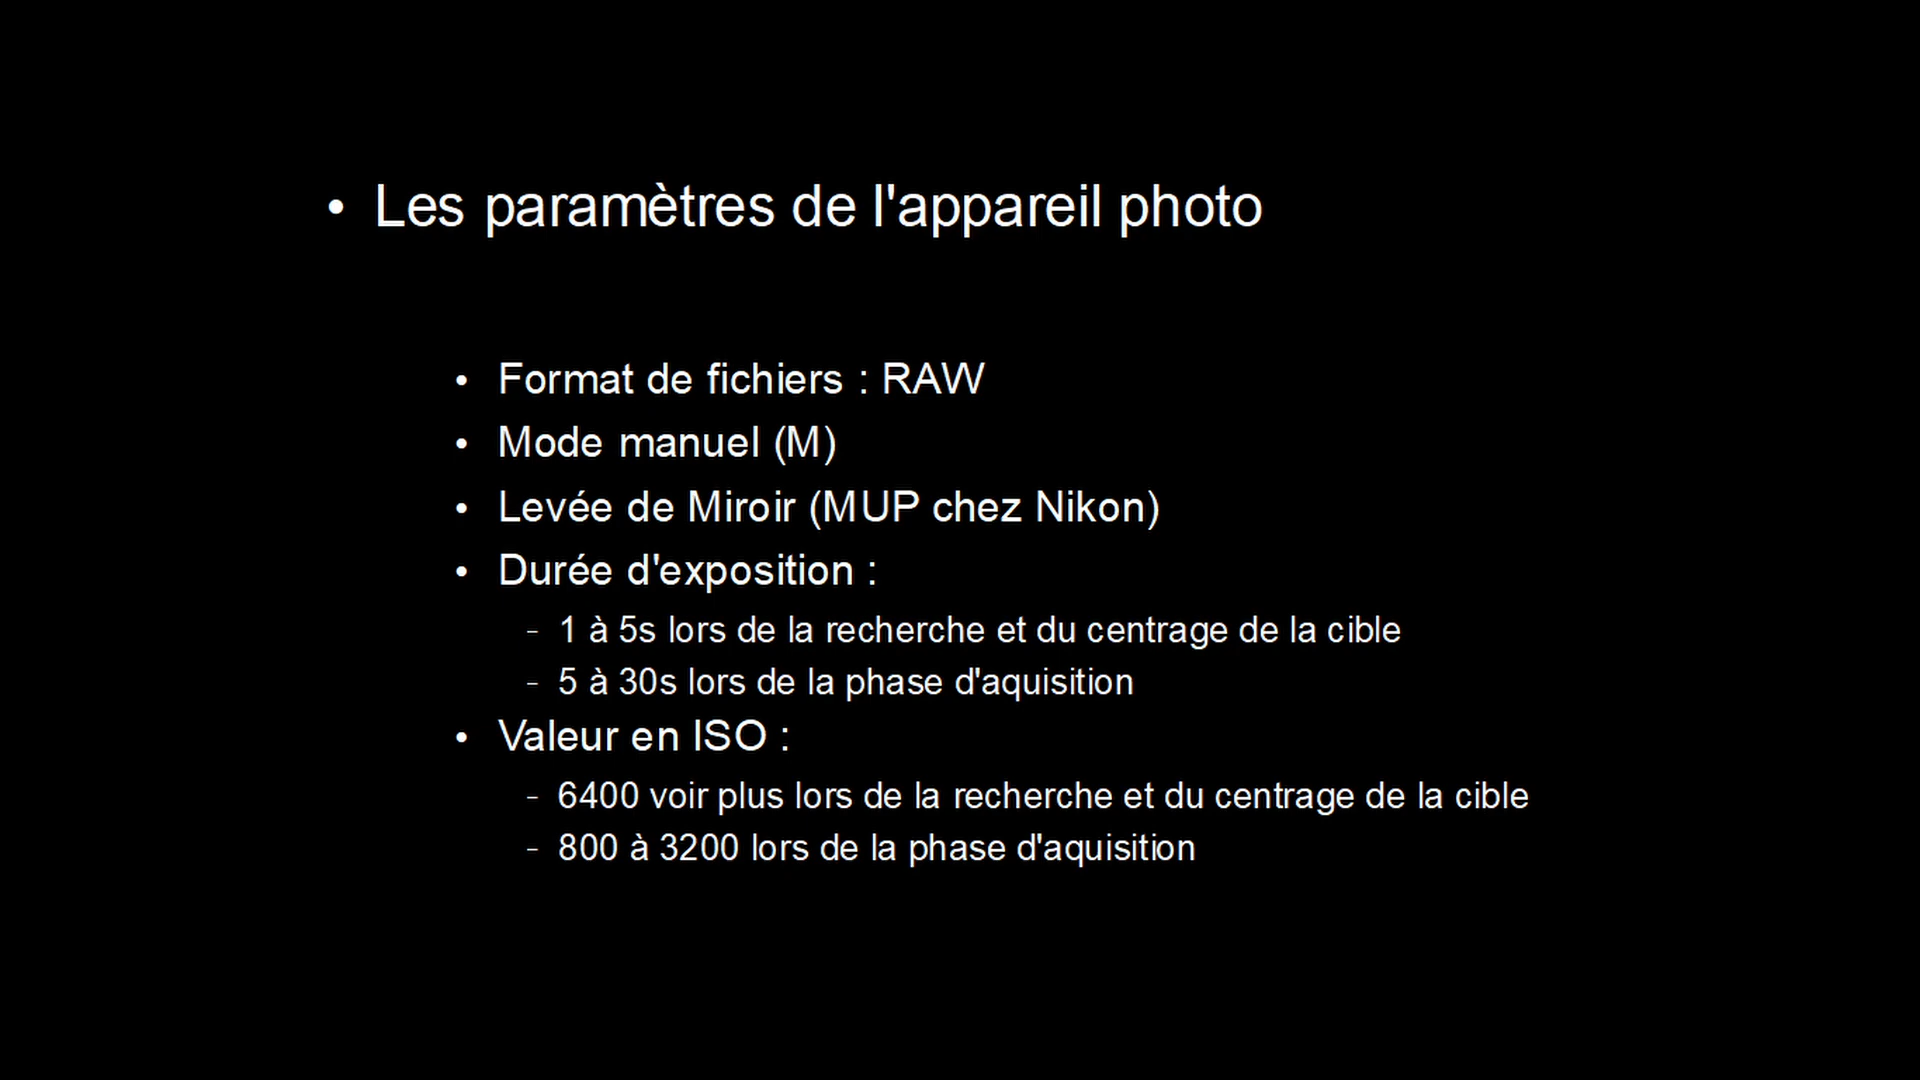 • Les paramètres de l'appareil photo
• Format de fichiers : RAW
• Mode manuel (M)
• Levée de Miroir (MUP chez Nikon)
• Durée d'exposition :
- 1 à 5s lors de la recherche et du centrage de la cible
- 5 à 30s lors de la phase d'aquisition
• Valeur en ISO :
- 6400 voir plus lors de la recherche et du centrage de la cible
- 800 à 3200 lors de la phase d'aquisition